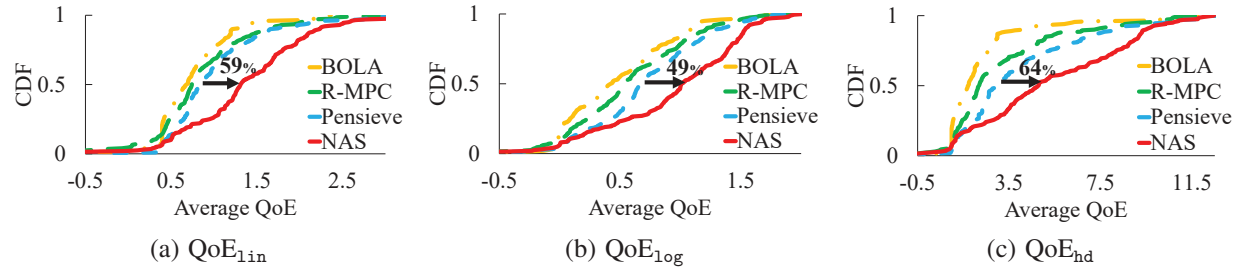 CDF
1
0.5
0
59%
BOLA
R-MPC
Pensieve
NAS
-0.5 0.5 1.5 2.5
Average QoE
(a) QoElin
CDF
1
0.5
0
49%
BOLA
R-MPC
Pensieve
NAS
-0.5 0.5 1.5
Average QoE
(b) QoElog
CDF
1
0.5
0
64%
BOLA
R-MPC
Pensieve
NAS
-0.5 3.5 7.5 11.5
Average QoE
(c) QoEhd